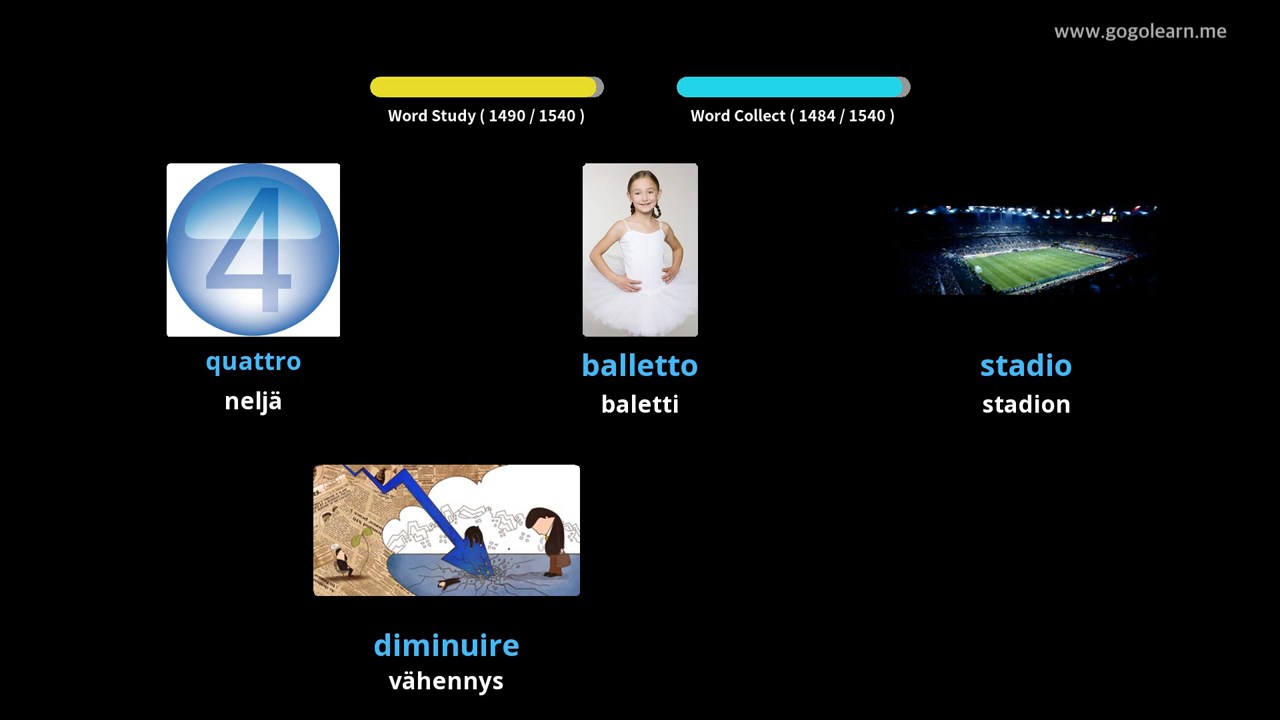 www.gogolearn.me
Word Study ( 1490 / 1540 )
Word Collect ( 1484 / 1540 )
4
quattro
neljä
balletto
baletti
stadio
stadion
diminuire
vähennys